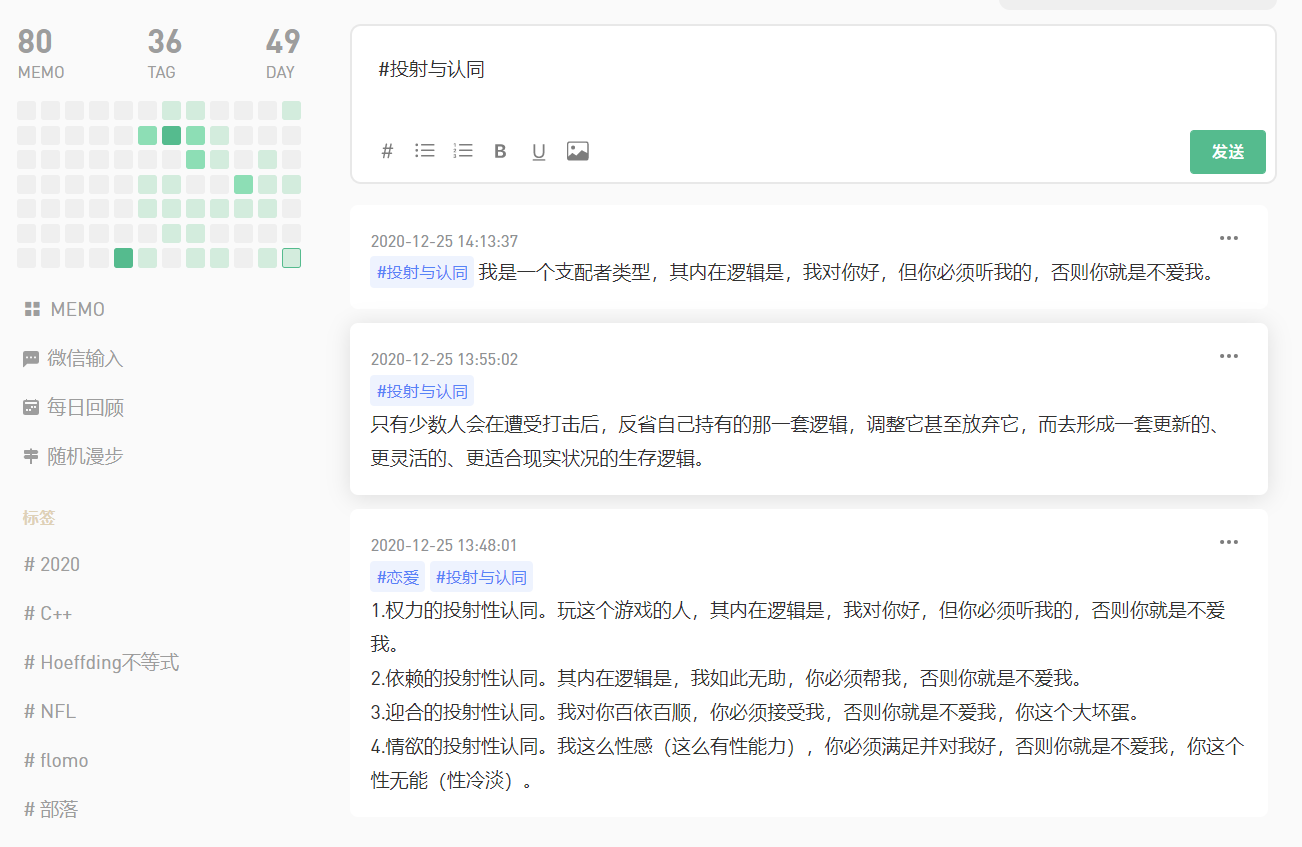 80 36 49
MEMO TAG DAY
MEMO
微信输入
每日回顾
随机漫步
标签
# 2020
# C++
# Hoeffding不等式
# NFL
# flomo
# 部落
#投射与认同
# B U
发送
2020-12-25 14:13:37
#投射与认同 我是一个支配者类型，其内在逻辑是，我对你好，但你必须听我的，否则你就是不爱我。
2020-12-25 13:55:02
#投射与认同
只有少数人会在遭受打击后，反省自己持有的那一套逻辑，调整它甚至放弃它，而去形成一套更新的、
更灵活的、更适合现实状况的生存逻辑。
2020-12-25 13:48:01
#恋爱 #投射与认同
1.权力的投射性认同。玩这个游戏的人，其内在逻辑是，我对你好，但你必须听我的，否则你就是不爱
我。
2.依赖的投射性认同。其内在逻辑是，我如此无助，你必须帮我，否则你就是不爱我。
3.迎合的投射性认同。我对你百依百顺，你必须接受我，否则你就是不爱我，你这个大坏蛋。
4.情欲的投射性认同。我这么性感（这么有性能力），你必须满足并对我好，否则你就是不爱我，你这个
性无能（性冷淡）。